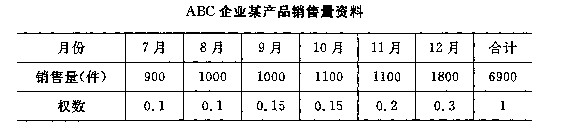 ABC企业某产品销售量资料
月份 7月 8月 9月 10月 11月 12月 合计
销售量(件) 900 1000 1000 1100 1100 1800 6900
权数 0.1 0.1 0.15 0.15 0.2 0.3 1